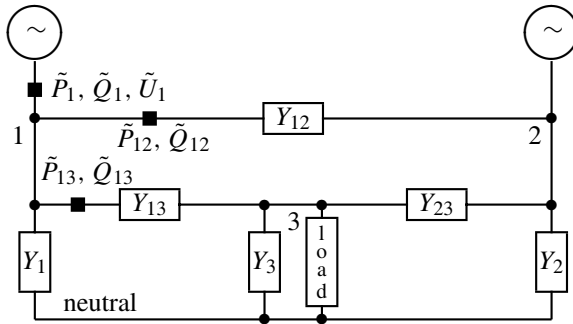 ~ ~
P̃₁, Q̃₁, Ũ₁
1 P̃₁₂, Q̃₁₂ Y₁₂ 2
P̃₁₃, Q̃₁₃
Y₁₃ 3 Y₂₃
Y₁ Y₃ load Y₂
neutral